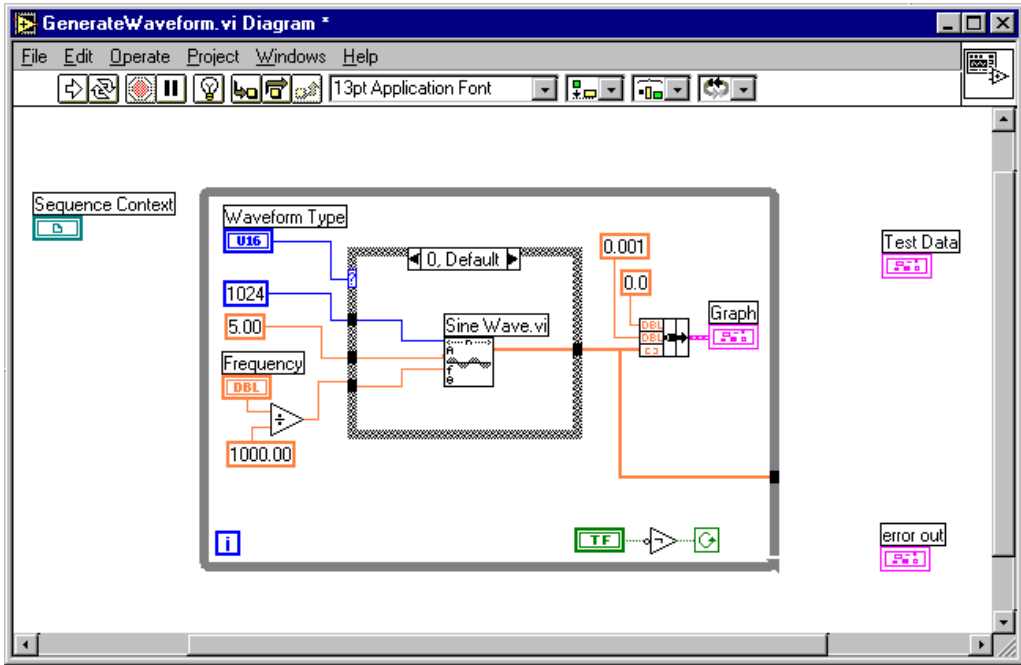 GenerateWaveform.vi Diagram *
File Edit Operate Project Windows Help
13pt Application Font
Sequence Context
Waveform Type
U16
0, Default
0.001
Test Data
?
1024
0.0
5.00
Sine Wave.vi
Graph
DBL
DBL
A
f
e
Frequency
DBL
÷
1000.00
i
TF
error out